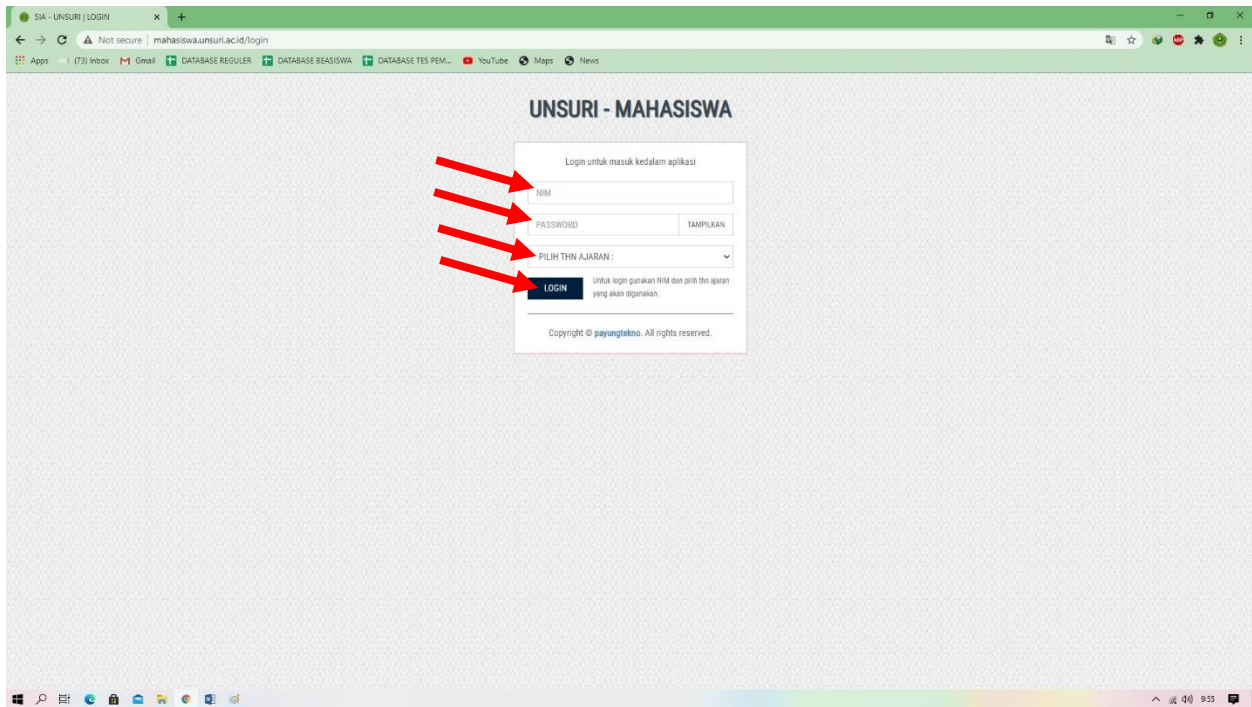 SIA - UNSURI | LOGIN
Not secure | mahasiswa.unsuri.ac.id/login
Apps (73) Inbox Gmail DATABASE REGULER DATABASE BEASISWA DATABASE TES PEM... YouTube Maps News
UNSURI - MAHASISWA
Login untuk masuk kedalam aplikasi
NIM
PASSWORD TAMPILKAN
PILIH THN AJARAN :
LOGIN
Untuk login gunakan NIM dan pilih thn ajaran
yang akan digunakan.
Copyright © payungtekno. All rights reserved.
9:55